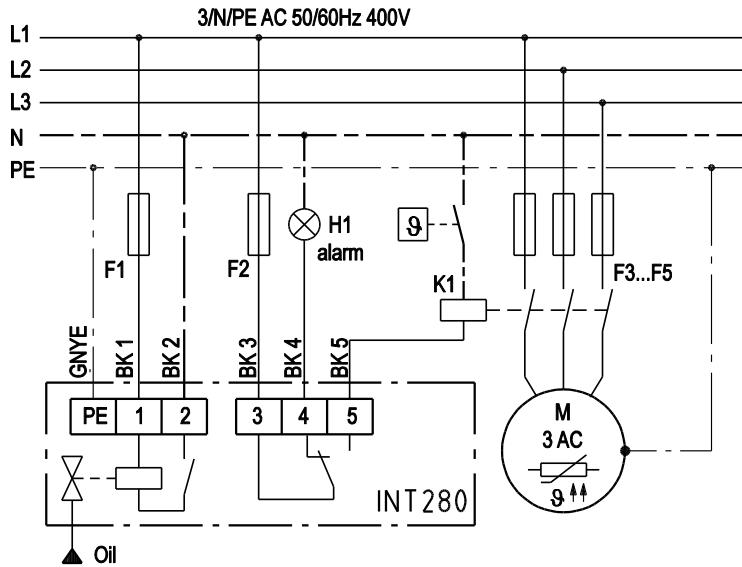 3/N/PE AC 50/60Hz 400V
L1
L2
L3
N
PE
F1
F2
H1
alarm
ϑ
K1
F3...F5
GNYE
BK 1
BK 2
BK 3
BK 4
BK 5
PE 1 2
3 4 5
M
3 AC
ϑ
INT280
Oil